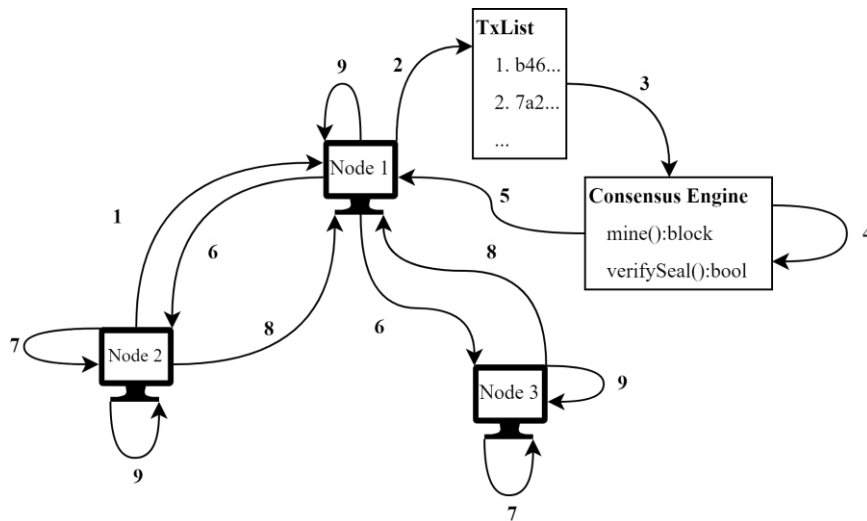 TxList
1. b46...
2. 7a2...
...
9
2
3
Node 1
Consensus Engine
mine():block
verifySeal():bool
5
4
1
6
8
8
6
7
Node 2
Node 3
9
9
7